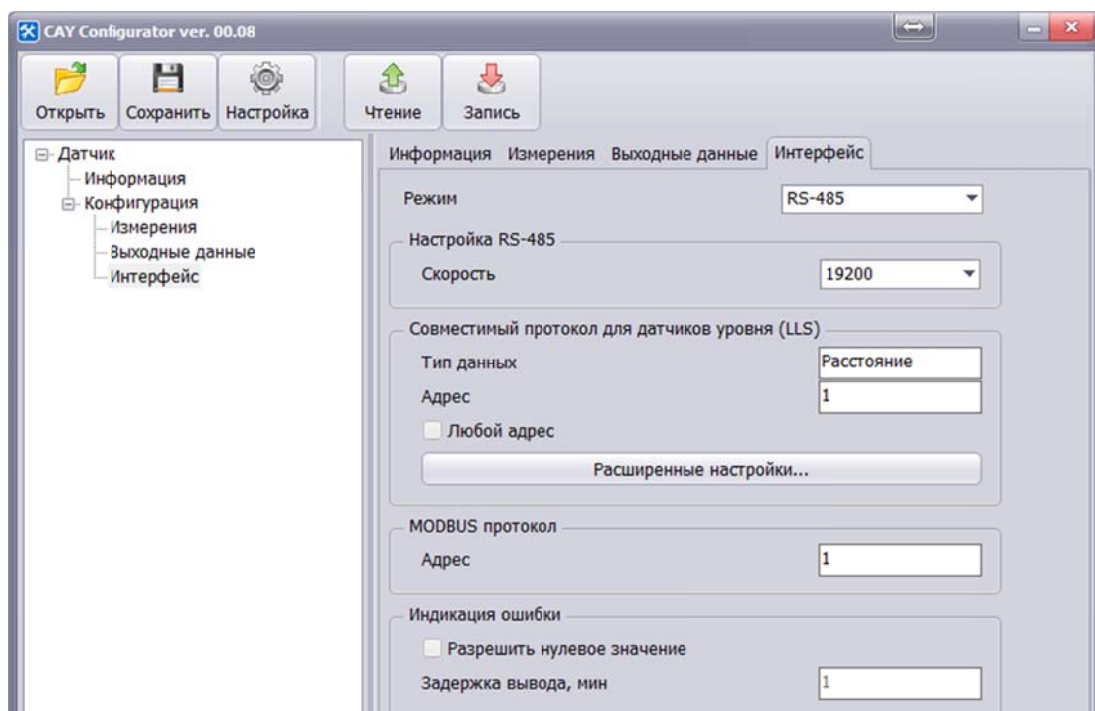 CAY Configurator ver. 00.08
Открыть Сохранить Настройка Чтение Запись
Датчик
Информация
Конфигурация
Измерения
Выходные данные
Интерфейс
Информация Измерения Выходные данные Интерфейс
Режим RS-485
Настройка RS-485
Скорость 19200
Совместимый протокол для датчиков уровня (LLS)
Тип данных Расстояние
Адрес 1
Любой адрес
Расширенные настройки...
MODBUS протокол
Адрес 1
Индикация ошибки
Разрешить нулевое значение
Задержка вывода, мин 1